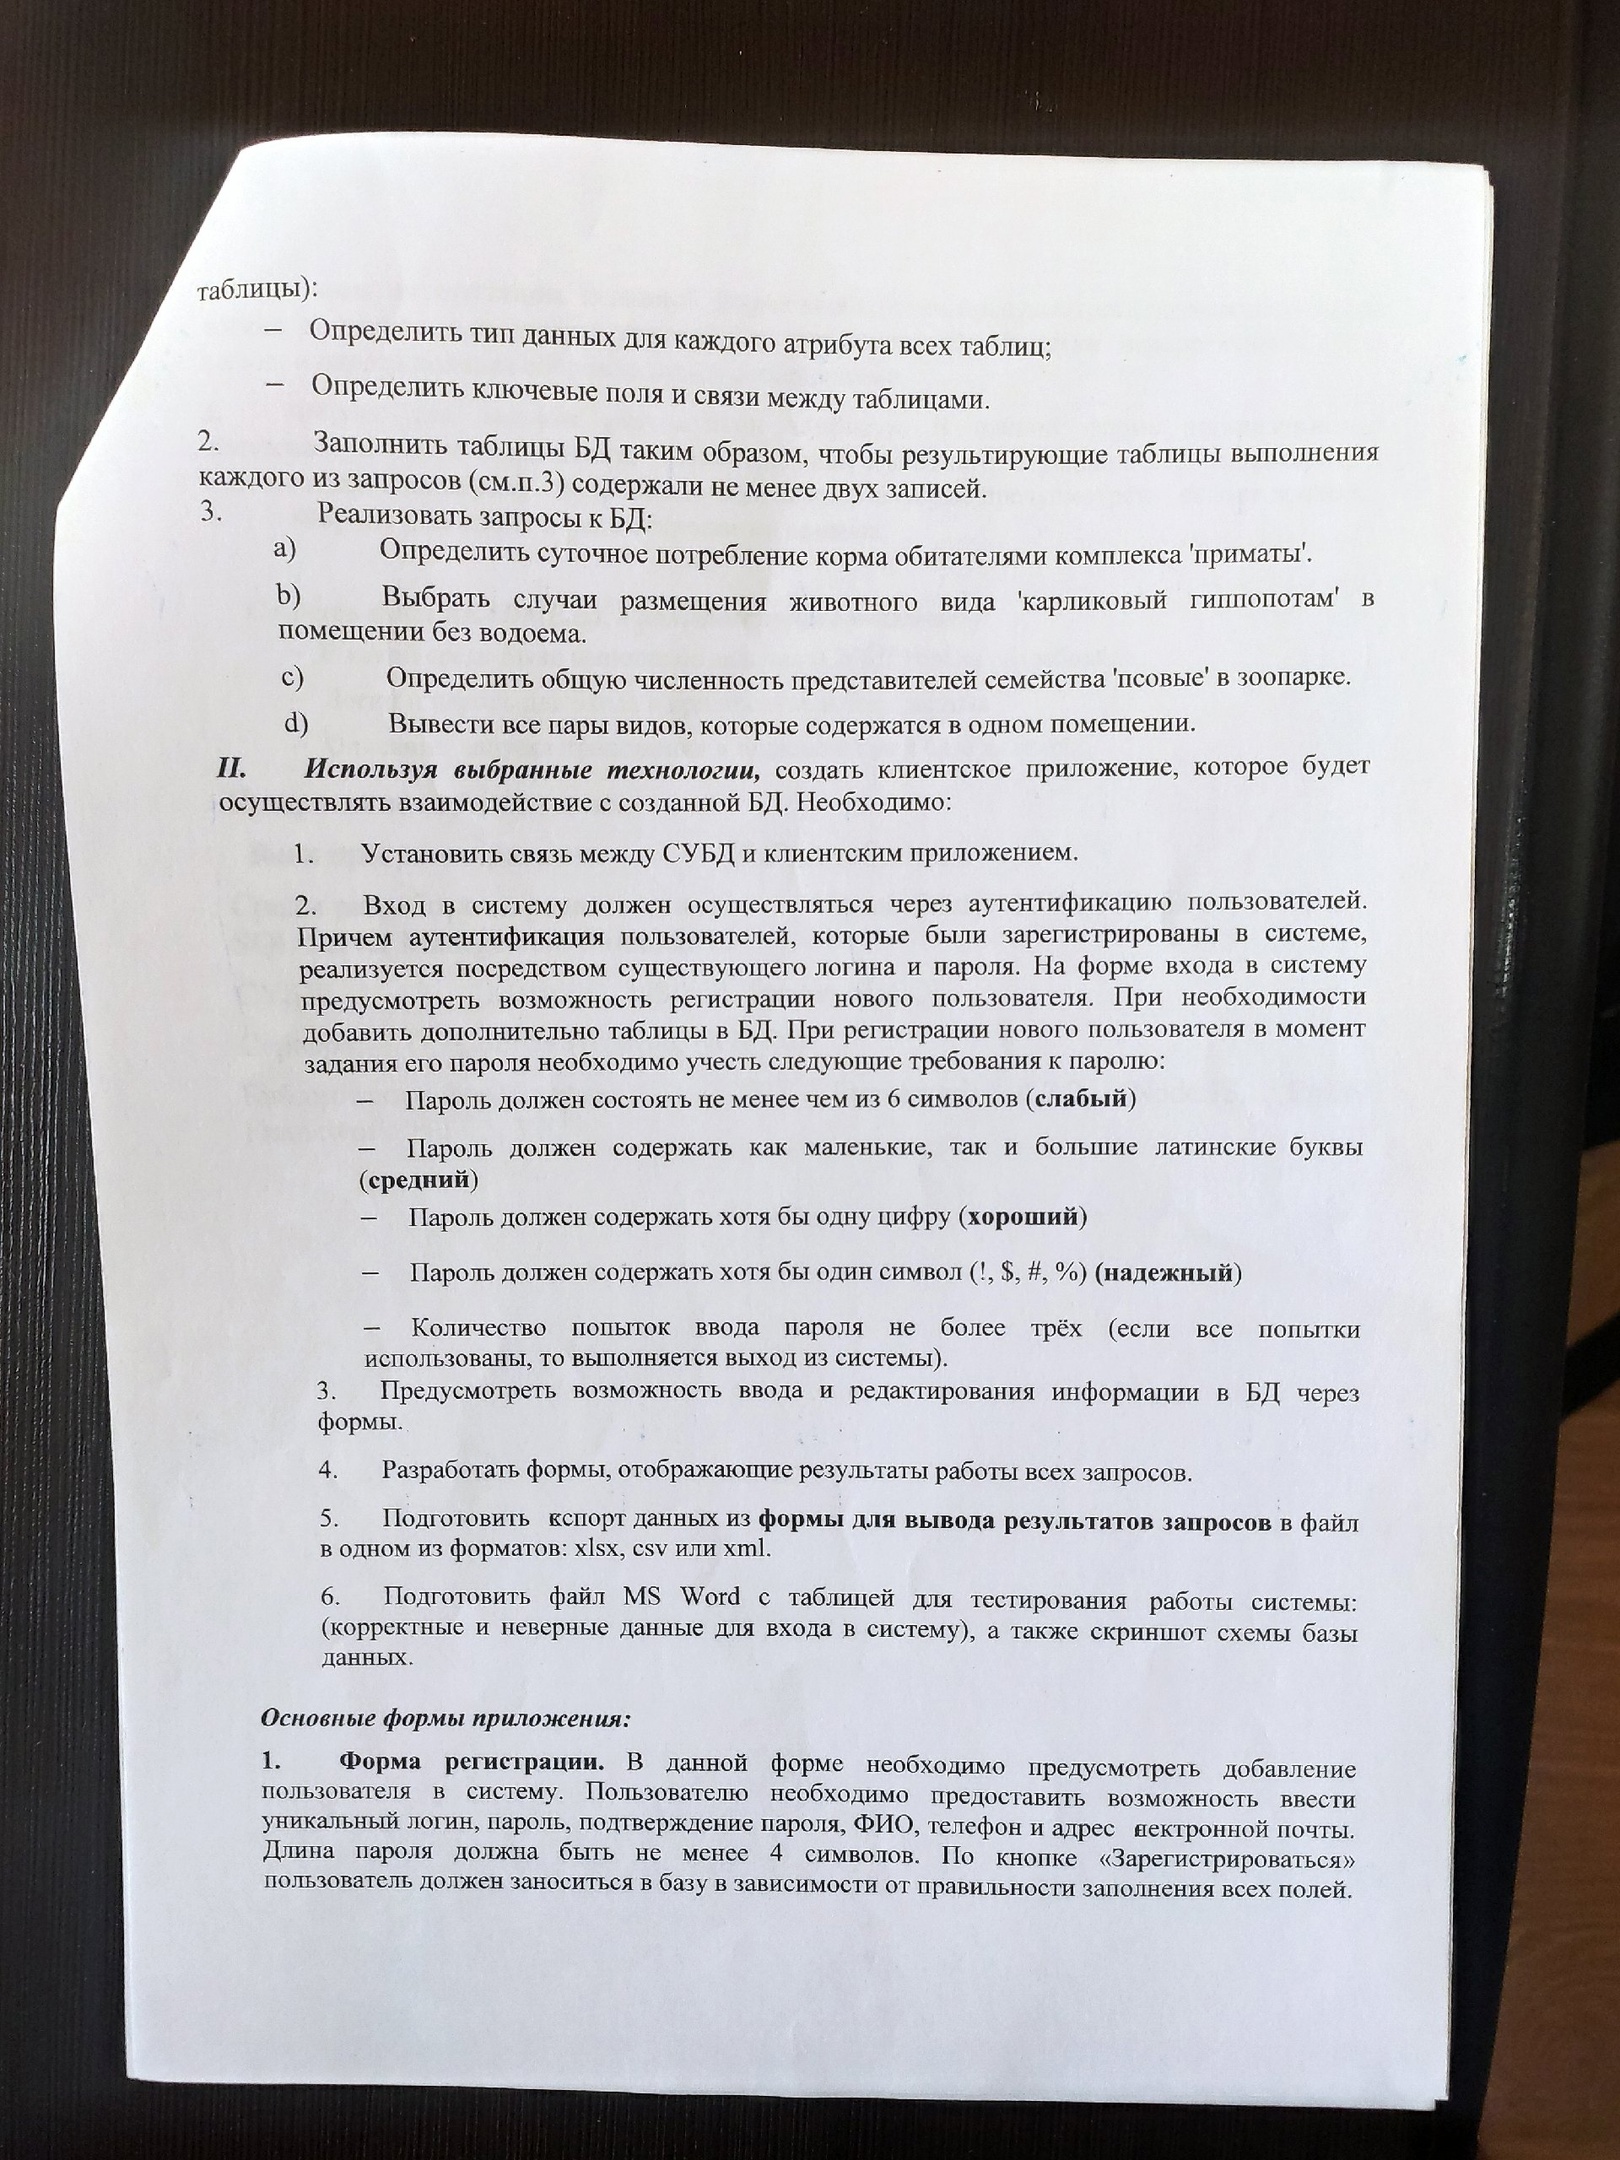 таблицы):
– Определить тип данных для каждого атрибута всех таблиц;
– Определить ключевые поля и связи между таблицами.
2. Заполнить таблицы БД таким образом, чтобы результирующие таблицы выполнения
каждого из запросов (см.п.3) содержали не менее двух записей.
3. Реализовать запросы к БД:
a) Определить суточное потребление корма обитателями комплекса 'приматы'.
b) Выбрать случаи размещения животного вида 'карликовый гиппопотам' в
помещении без водоема.
c) Определить общую численность представителей семейства 'псовые' в зоопарке.
d) Вывести все пары видов, которые содержатся в одном помещении.
II. Используя выбранные технологии, создать клиентское приложение, которое будет
осуществлять взаимодействие с созданной БД. Необходимо:
1. Установить связь между СУБД и клиентским приложением.
2. Вход в систему должен осуществляться через аутентификацию пользователей.
Причем аутентификация пользователей, которые были зарегистрированы в системе,
реализуется посредством существующего логина и пароля. На форме входа в систему
предусмотреть возможность регистрации нового пользователя. При необходимости
добавить дополнительно таблицы в БД. При регистрации нового пользователя в момент
задания его пароля необходимо учесть следующие требования к паролю:
– Пароль должен состоять не менее чем из 6 символов (слабый)
– Пароль должен содержать как маленькие, так и большие латинские буквы
(средний)
– Пароль должен содержать хотя бы одну цифру (хороший)
– Пароль должен содержать хотя бы один символ (!, $, #, %) (надежный)
– Количество попыток ввода пароля не более трёх (если все попытки
использованы, то выполняется выход из системы).
3. Предусмотреть возможность ввода и редактирования информации в БД через
формы.
4. Разработать формы, отображающие результаты работы всех запросов.
5. Подготовить кспорт данных из формы для вывода результатов запросов в файл
в одном из форматов: xlsx, csv или xml.
6. Подготовить файл MS Word с таблицей для тестирования работы системы:
(корректные и неверные данные для входа в систему), а также скриншот схемы базы
данных.
Основные формы приложения:
1. Форма регистрации. В данной форме необходимо предусмотреть добавление
пользователя в систему. Пользователю необходимо предоставить возможность ввести
уникальный логин, пароль, подтверждение пароля, ФИО, телефон и адрес лектронной почты.
Длина пароля должна быть не менее 4 символов. По кнопке «Зарегистрироваться»
пользователь должен заноситься в базу в зависимости от правильности заполнения всех полей.